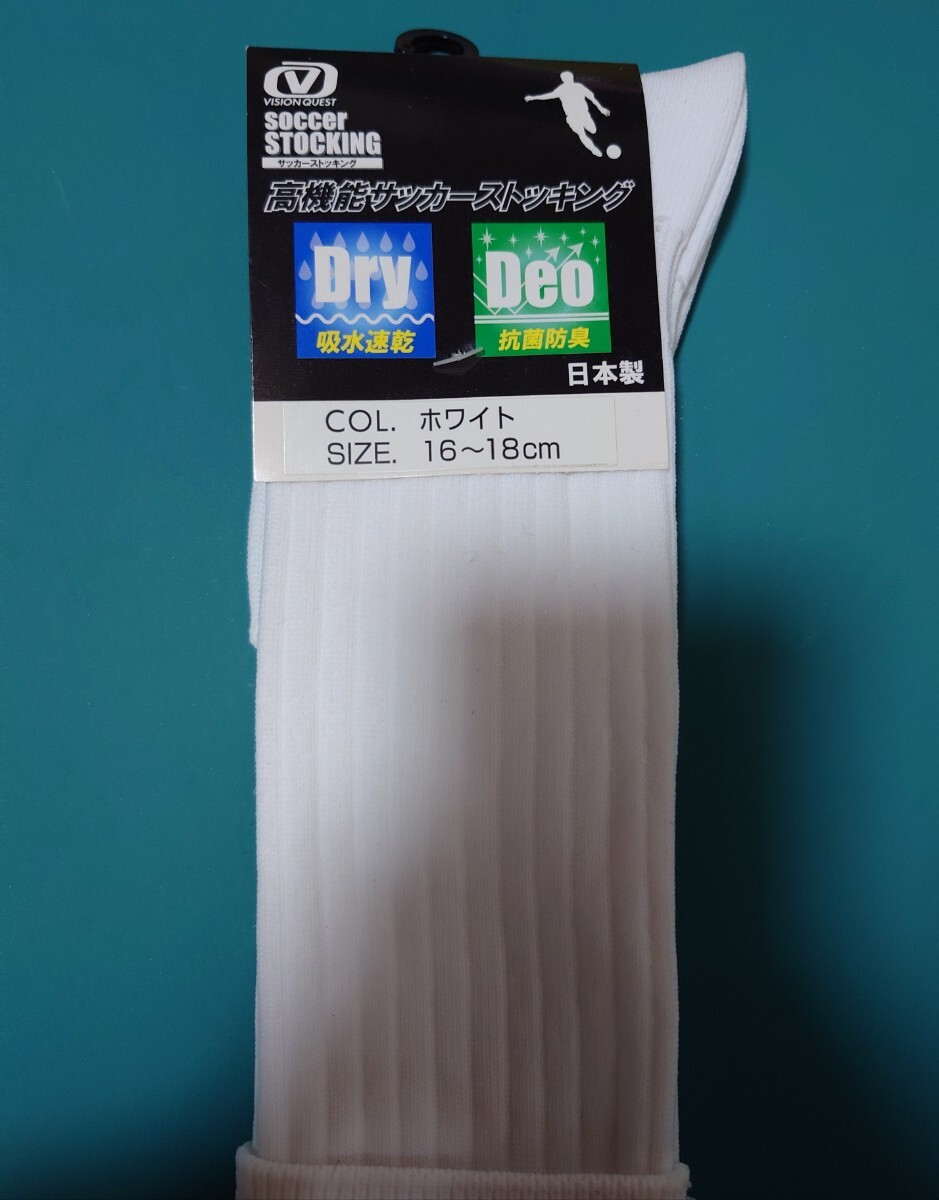 VISION QUEST
soccer
STOCKING
サッカーストッキング
高機能サッカーストッキング
Dry
吸水速乾
Deo
抗菌防臭
日本製
COL. ホワイト
SIZE. 16〜18cm